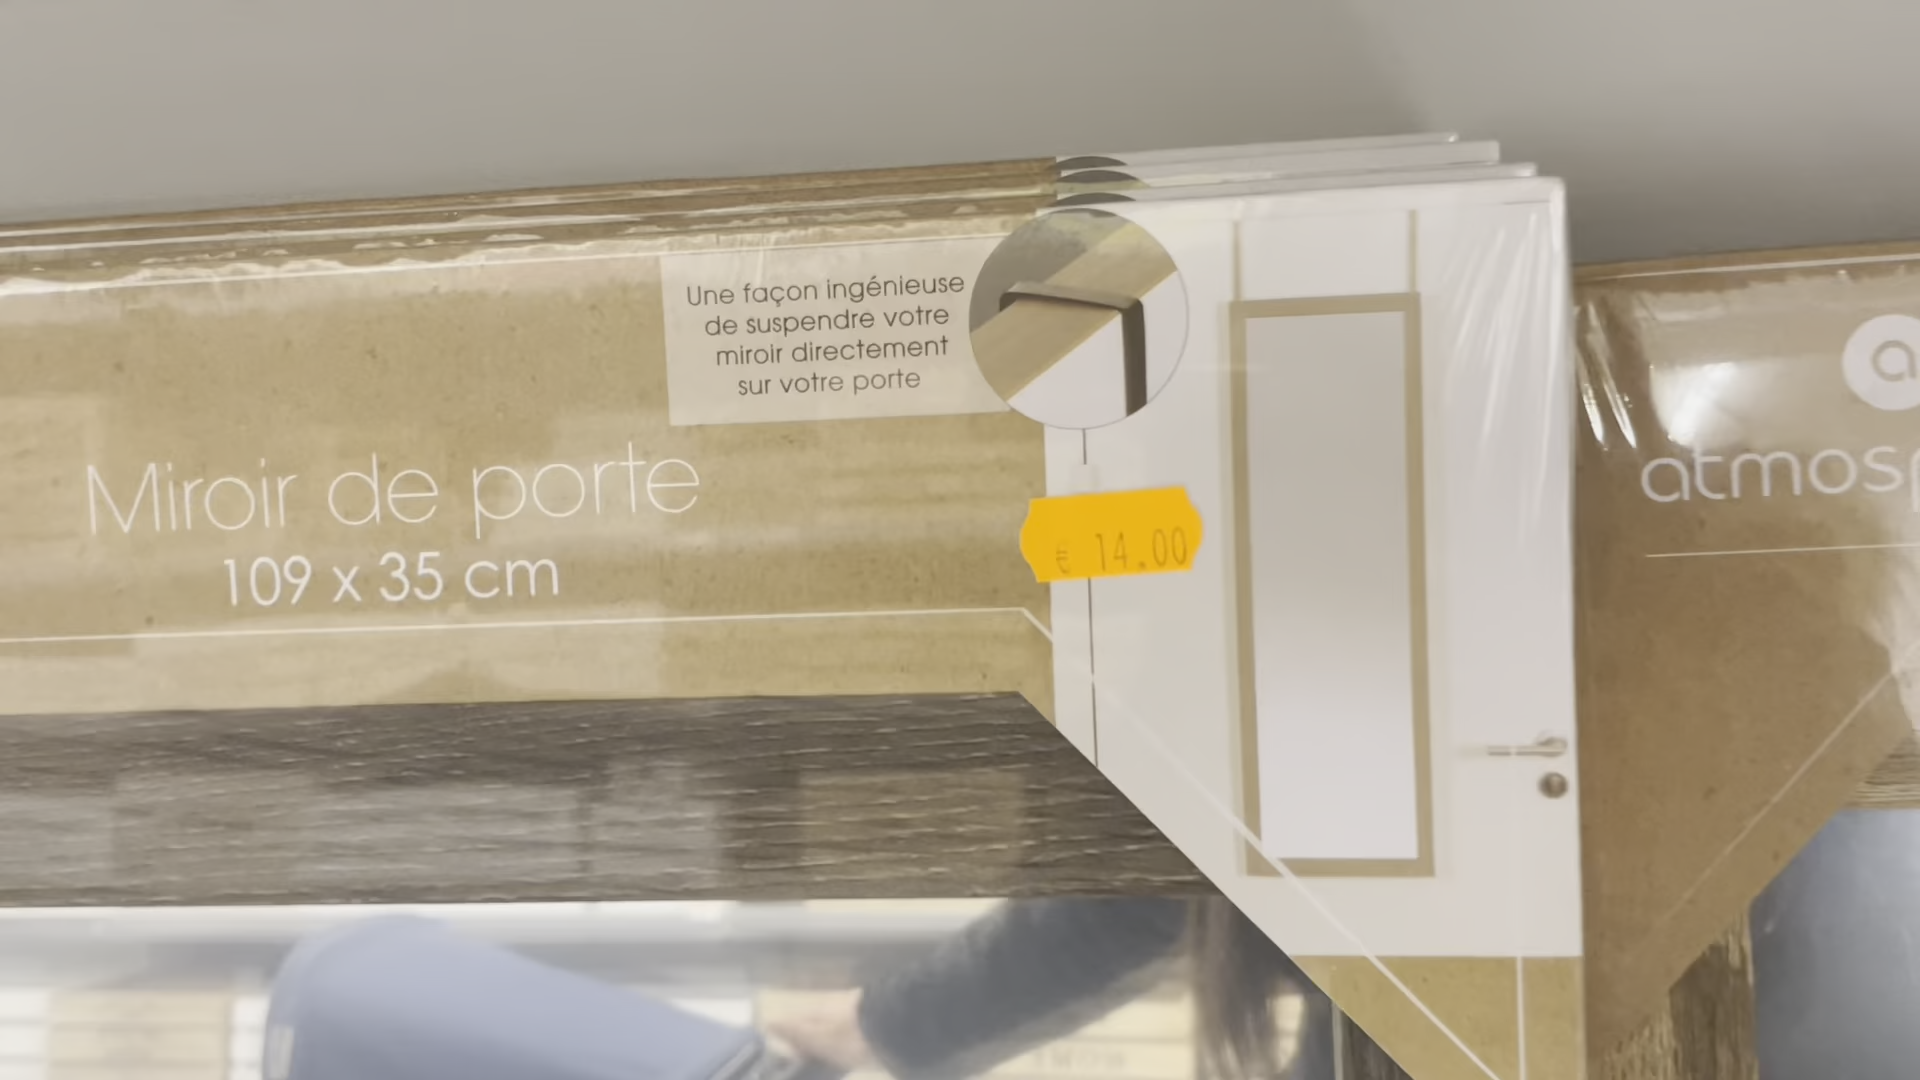 Une façon ingénieuse
de suspendre votre
miroir directement
sur votre porte
Miroir de porte
109 x 35 cm
€ 14.00
a
atmosp